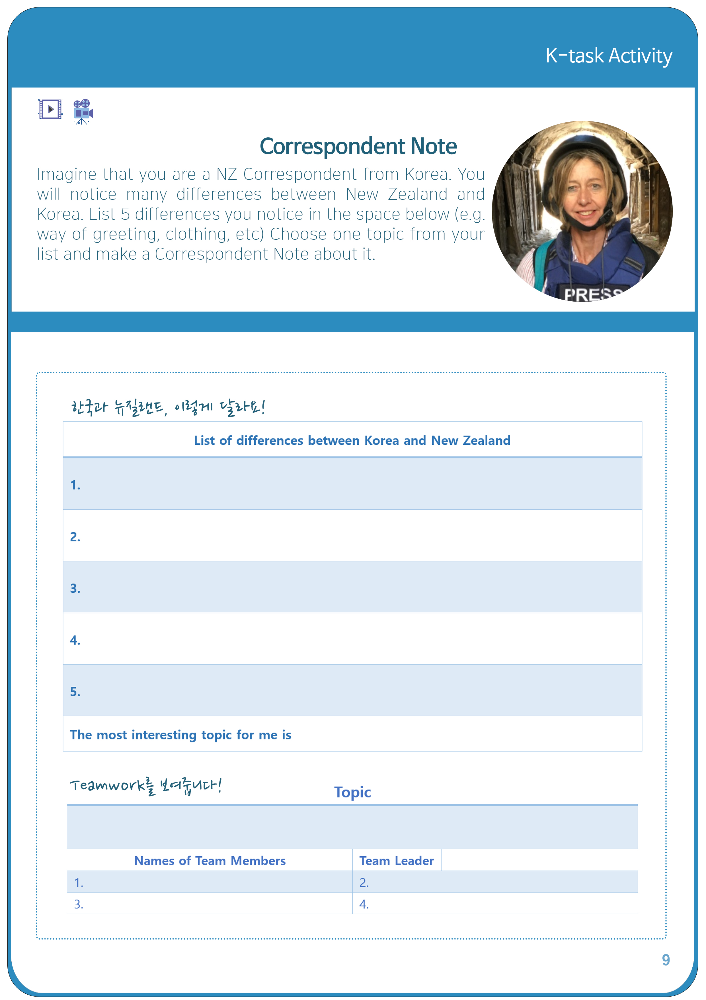 K-task Activity
Correspondent Note
Imagine that you are a NZ Correspondent from Korea. You
will notice many differences between New Zealand and
Korea. List 5 differences you notice in the space below (e.g.
way of greeting, clothing, etc) Choose one topic from your
list and make a Correspondent Note about it.
PRESS
한국과 뉴질랜드, 이렇게 달라요!
List of differences between Korea and New Zealand
1.
2.
3.
4.
5.
The most interesting topic for me is
Teamwork를 보여줍니다!
Topic
Names of Team Members
Team Leader
1.
2.
3.
4.
9